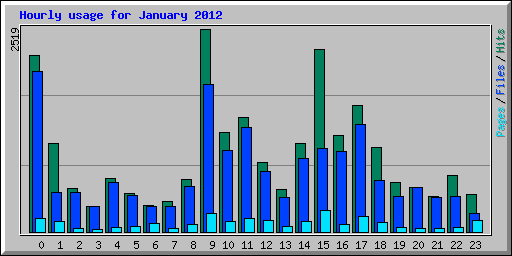 Hourly usage for January 2012
2519
Pages/Files/Hits
0 1 2 3 4 5 6 7 8 9 10 11 12 13 14 15 16 17 18 19 20 21 22 23